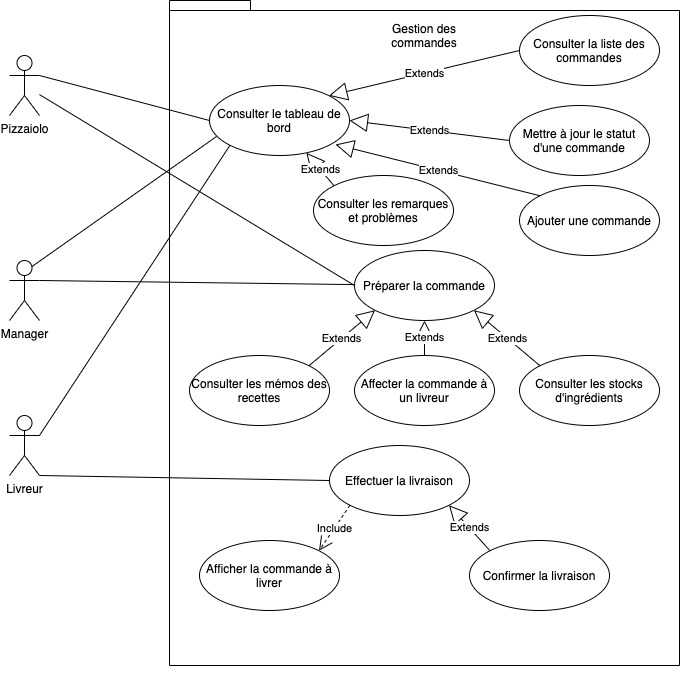 Gestion des
commandes
Consulter la liste des
commandes
Extends
Pizzaiolo
Consulter le tableau de
bord
Extends
Mettre à jour le statut
d'une commande
Extends
Extends
Consulter les remarques
et problèmes
Ajouter une commande
Manager
Préparer la commande
Extends
Extends
Extends
Consulter les mémos des
recettes
Affecter la commande à
un livreur
Consulter les stocks
d'ingrédients
Livreur
Effectuer la livraison
Include
Extends
Afficher la commande à
livrer
Confirmer la livraison